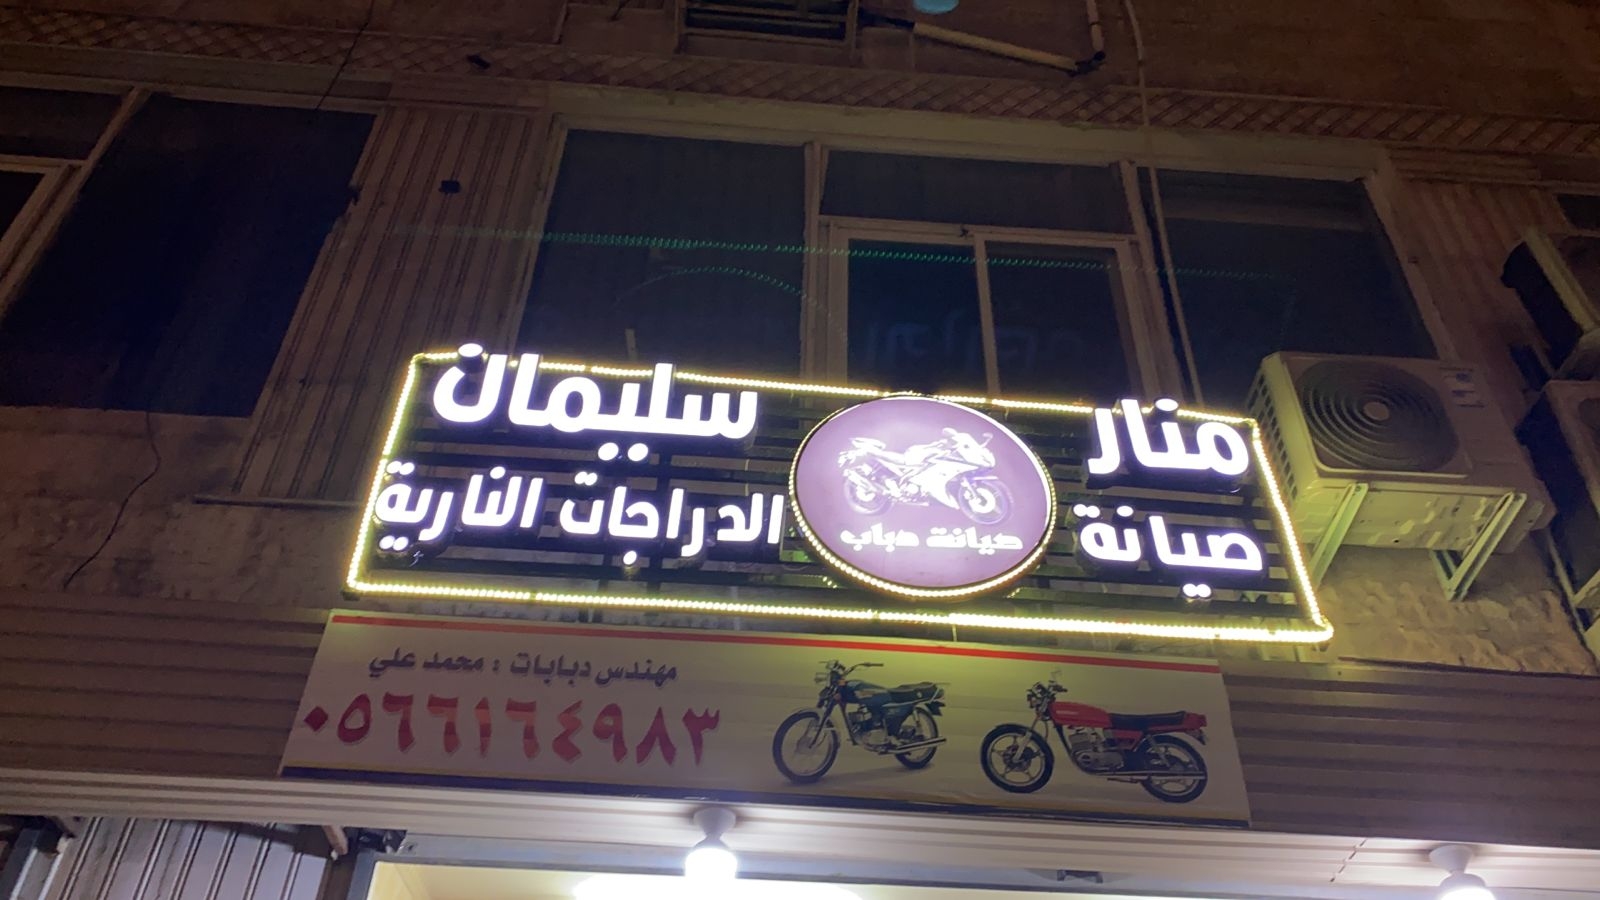 منار سليمان
صيانة الدراجات النارية
صيانة دباب
مهندس دبابات : محمد علي
٠٥٦٦١٦٤٩٨٣